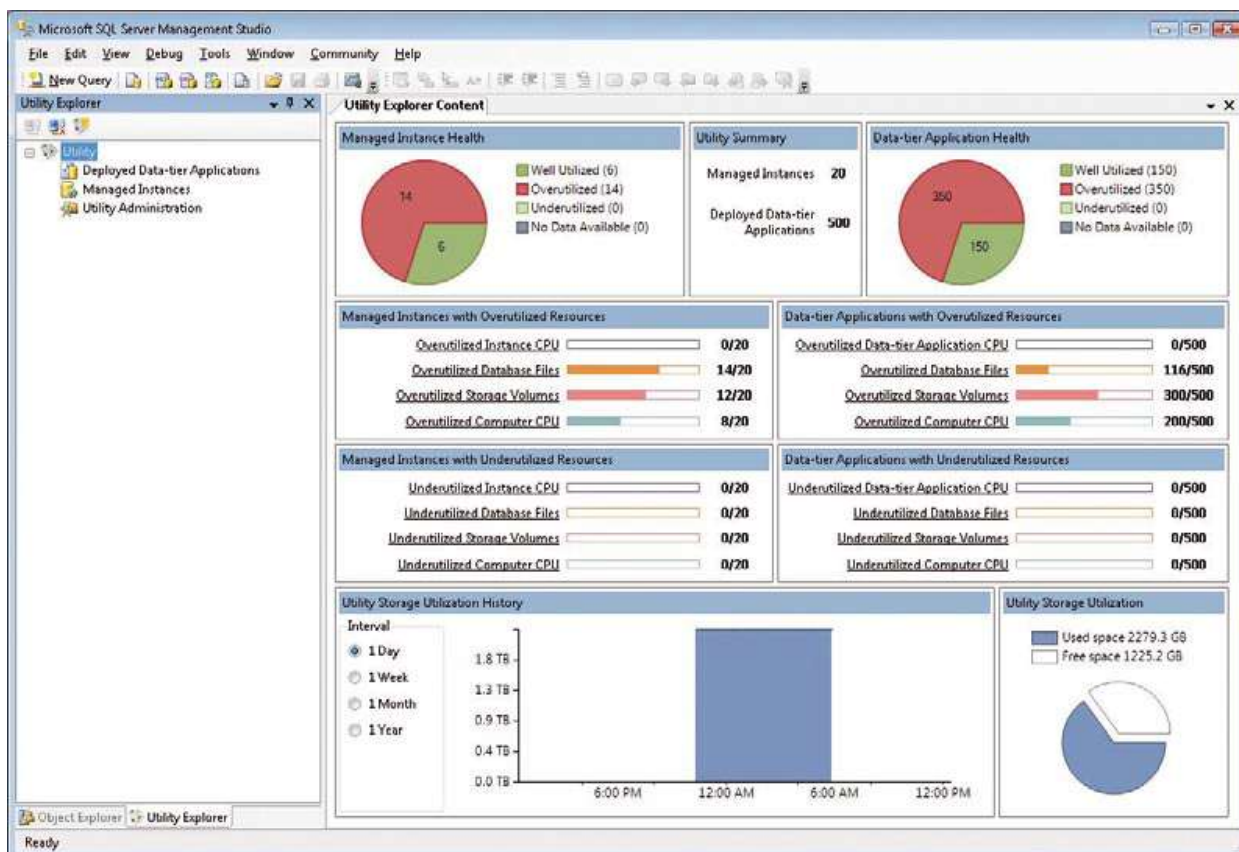 Microsoft SQL Server Management Studio
File Edit View Debug Tools Window Community Help
New Query
Utility Explorer
Utility
Deployed Data-tier Applications
Managed Instances
Utility Administration
Object Explorer Utility Explorer
Ready
Utility Explorer Content
Managed Instance Health
14
6
Well Utilized (6)
Overutilized (14)
Underutilized (0)
No Data Available (0)
Utility Summary
Managed Instances 20
Deployed Data-tier
Applications 500
Data-tier Application Health
350
150
Well Utilized (150)
Overutilized (350)
Underutilized (0)
No Data Available (0)
Managed Instances with Overutilized Resources
Overutilized Instance CPU 0/20
Overutilized Database Files 14/20
Overutilized Storage Volumes 12/20
Overutilized Computer CPU 8/20
Data-tier Applications with Overutilized Resources
Overutilized Data-tier Application CPU 0/500
Overutilized Database Files 116/500
Overutilized Storage Volumes 300/500
Overutilized Computer CPU 200/500
Managed Instances with Underutilized Resources
Underutilized Instance CPU 0/20
Underutilized Database Files 0/20
Underutilized Storage Volumes 0/20
Underutilized Computer CPU 0/20
Data-tier Applications with Underutilized Resources
Underutilized Data-tier Application CPU 0/500
Underutilized Database Files 0/500
Underutilized Storage Volumes 0/500
Underutilized Computer CPU 0/500
Utility Storage Utilization History
Interval
1 Day
1 Week
1 Month
1 Year
1.8 TB
1.3 TB
0.9 TB
0.4 TB
0.0 TB
6:00 PM 12:00 AM 6:00 AM 12:00 PM
Utility Storage Utilization
Used space 2279.3 GB
Free space 1225.2 GB